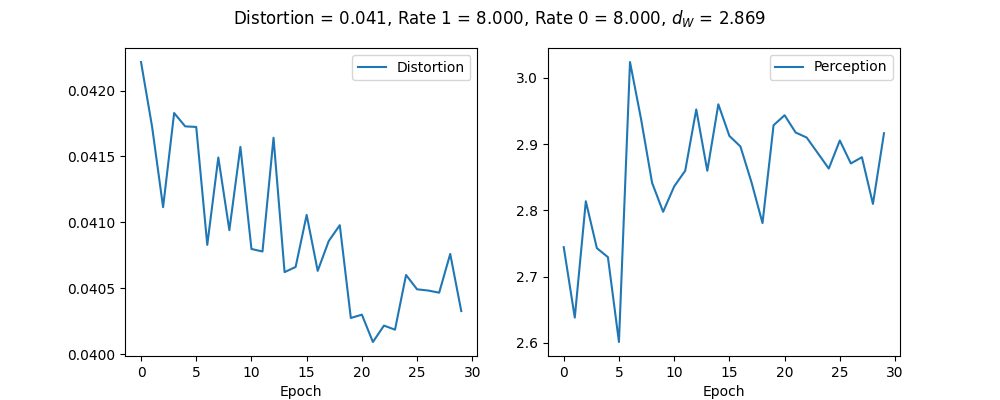 Distortion = 0.041, Rate 1 = 8.000, Rate 0 = 8.000, d_W = 2.869
Distortion
0.0420
0.0415
0.0410
0.0405
0.0400
0 5 10 15 20 25 30
Epoch
Perception
3.0
2.9
2.8
2.7
2.6
0 5 10 15 20 25 30
Epoch